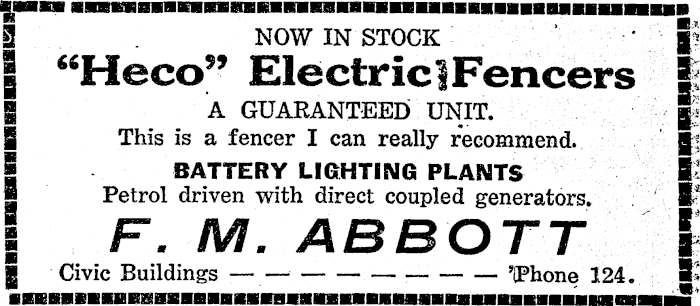 NOW IN STOCK
“Heco” Electric Fencers
A GUARANTEED UNIT.
This is a fencer I can really recommend.
BATTERY LIGHTING PLANTS
Petrol driven with direct coupled generators.
F. M. ABBOTT
Civic Buildings — — — — — — — — 'Phone 124.